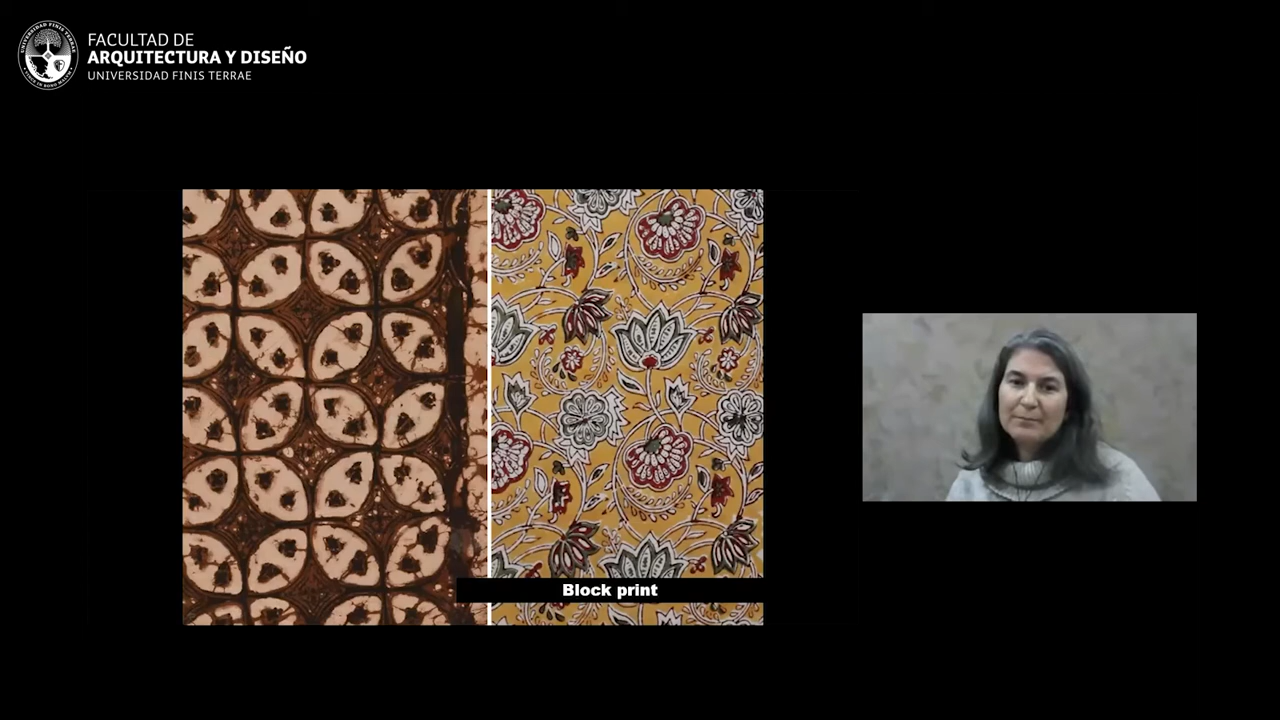 FACULTAD DE
ARQUITECTURA Y DISEÑO
UNIVERSIDAD FINIS TERRAE
Block print